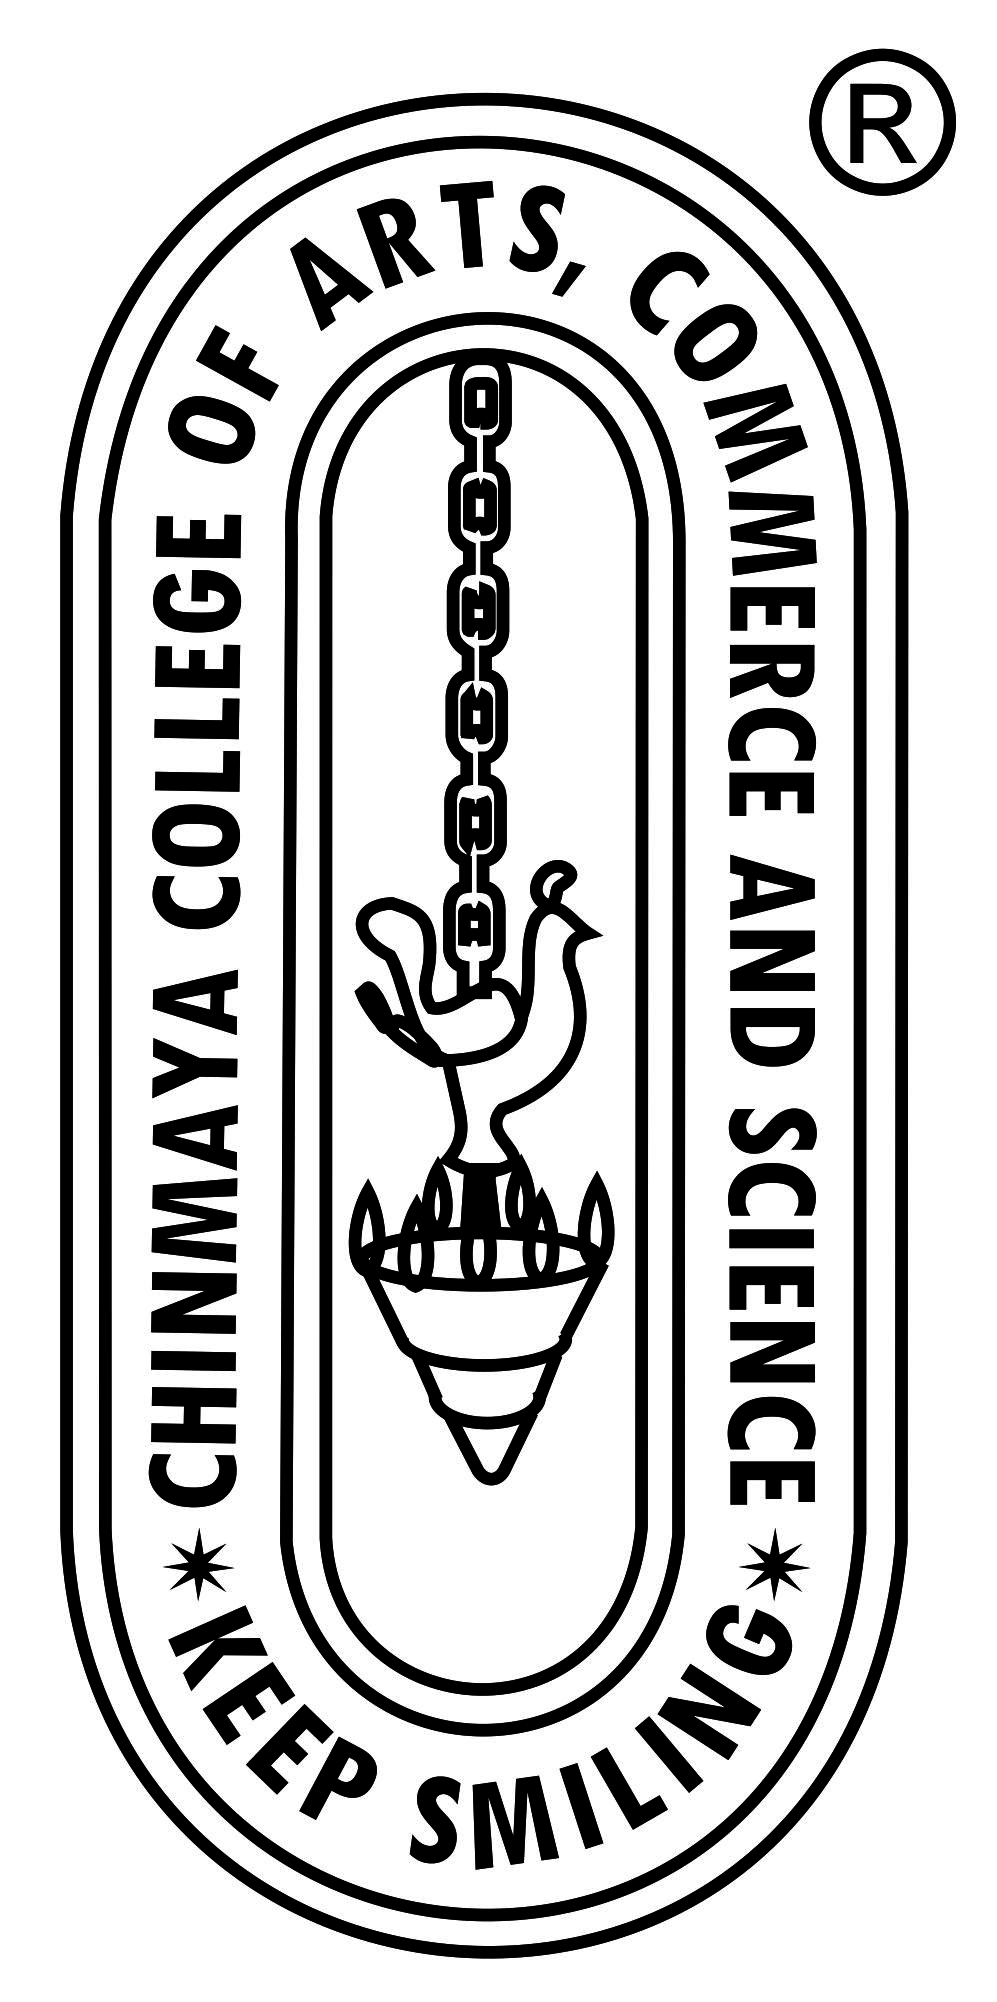 CHINMAYA COLLEGE OF ARTS, COMMERCE AND SCIENCE
KEEP SMILING
®